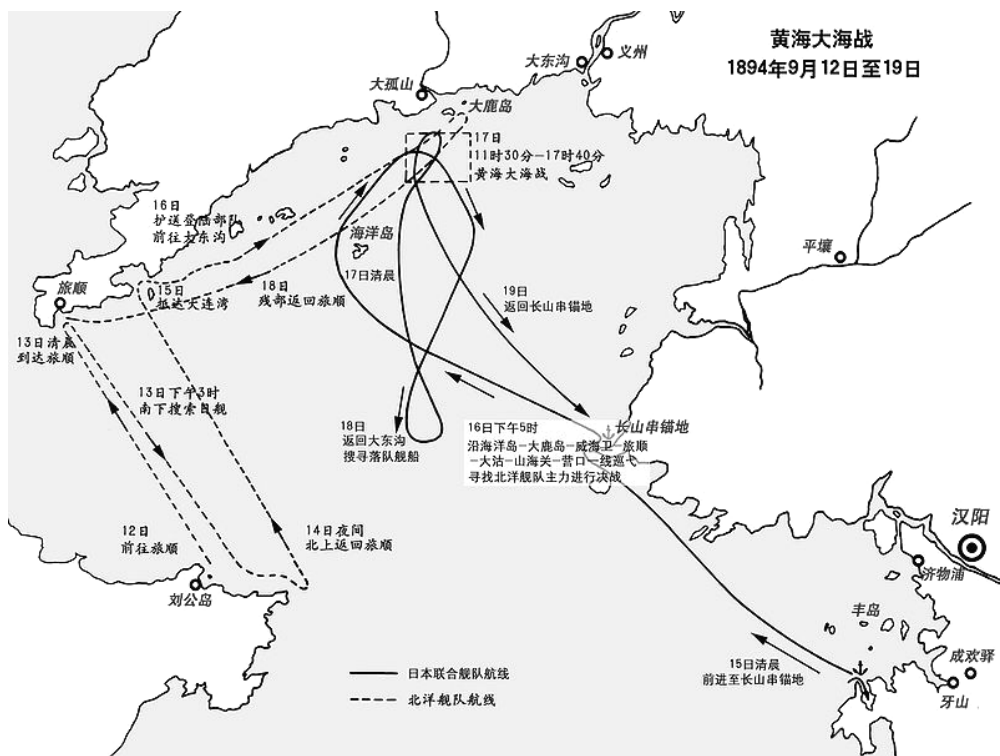 黄海大海战
1894年9月12日至19日
大东沟
义州
大孤山
大鹿岛
17日
11时30分-17时40分
黄海大海战
16日
护送登陆部队
前往大东沟
海洋岛
平壤
旅顺
15日
抵达大连湾
18日
残部返回旅顺
17日清晨
19日
返回长山串锚地
13日清晨
到达旅顺
13日下午3时
南下搜索日舰
18日
返回大东沟
搜寻落队舰船
16日下午5时
沿海洋岛-大鹿岛-威海卫-旅顺
-大沽-山海关-营口-线巡弋
寻找北洋舰队主力进行决战
长山串锚地
12日
前往旅顺
14日夜间
北上返回旅顺
刘公岛
汉阳
济物浦
丰岛
成欢驿
牙山
15日清晨
前进至长山串锚地
日本联合舰队航线
北洋舰队航线